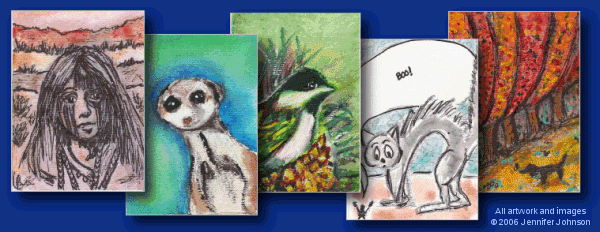 BOO!
All artwork and images
© 2006 Jennifer Johnson